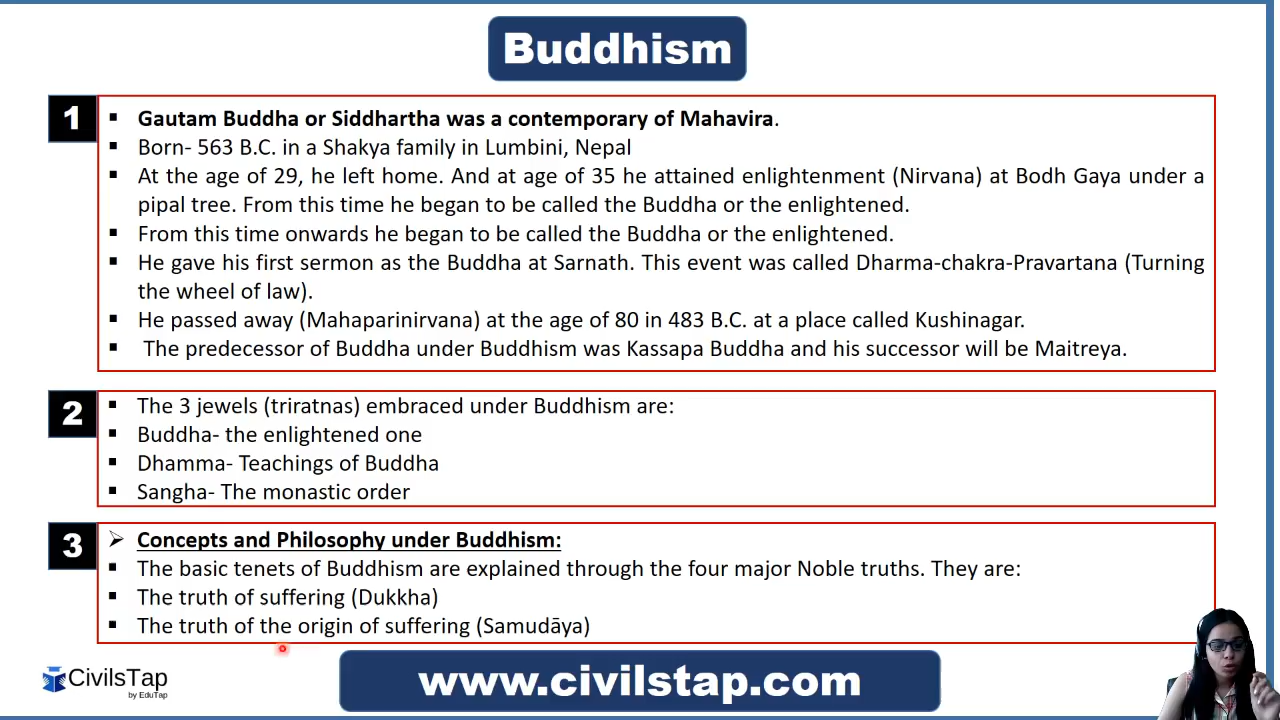 Buddhism
1
▪ Gautam Buddha or Siddhartha was a contemporary of Mahavira.
▪ Born- 563 B.C. in a Shakya family in Lumbini, Nepal
▪ At the age of 29, he left home. And at age of 35 he attained enlightenment (Nirvana) at Bodh Gaya under a
pipal tree. From this time he began to be called the Buddha or the enlightened.
▪ From this time onwards he began to be called the Buddha or the enlightened.
▪ He gave his first sermon as the Buddha at Sarnath. This event was called Dharma-chakra-Pravartana (Turning
the wheel of law).
▪ He passed away (Mahaparinirvana) at the age of 80 in 483 B.C. at a place called Kushinagar.
▪ The predecessor of Buddha under Buddhism was Kassapa Buddha and his successor will be Maitreya.
2
▪ The 3 jewels (triratnas) embraced under Buddhism are:
▪ Buddha- the enlightened one
▪ Dhamma- Teachings of Buddha
▪ Sangha- The monastic order
3
➢ Concepts and Philosophy under Buddhism:
▪ The basic tenets of Buddhism are explained through the four major Noble truths. They are:
▪ The truth of suffering (Dukkha)
▪ The truth of the origin of suffering (Samudāya)
CivilsTap
by EduTap
www.civilstap.com